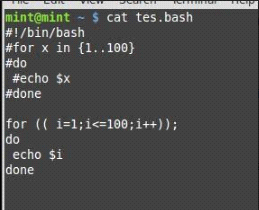 File Edit View Search Terminal Help
mint@mint ~ $ cat tes.bash
#!/bin/bash
#for x in {1..100}
#do
 #echo $x
#done

for (( i=1;i<=100;i++));
do
 echo $i
done